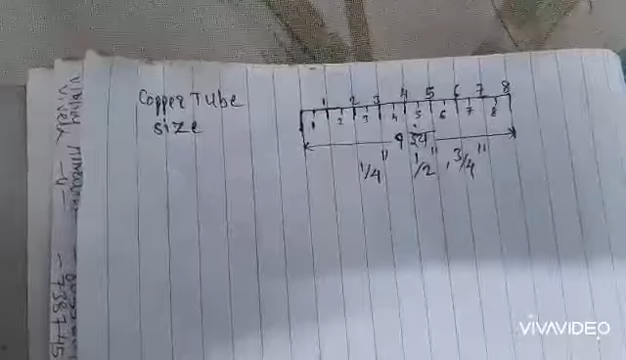 Copper Tube
size
1 2 3 4 5 6 7 8
1 2 3 4 5 6 7 8
1/4" 1/2", 3/4"
VIVAVIDEO